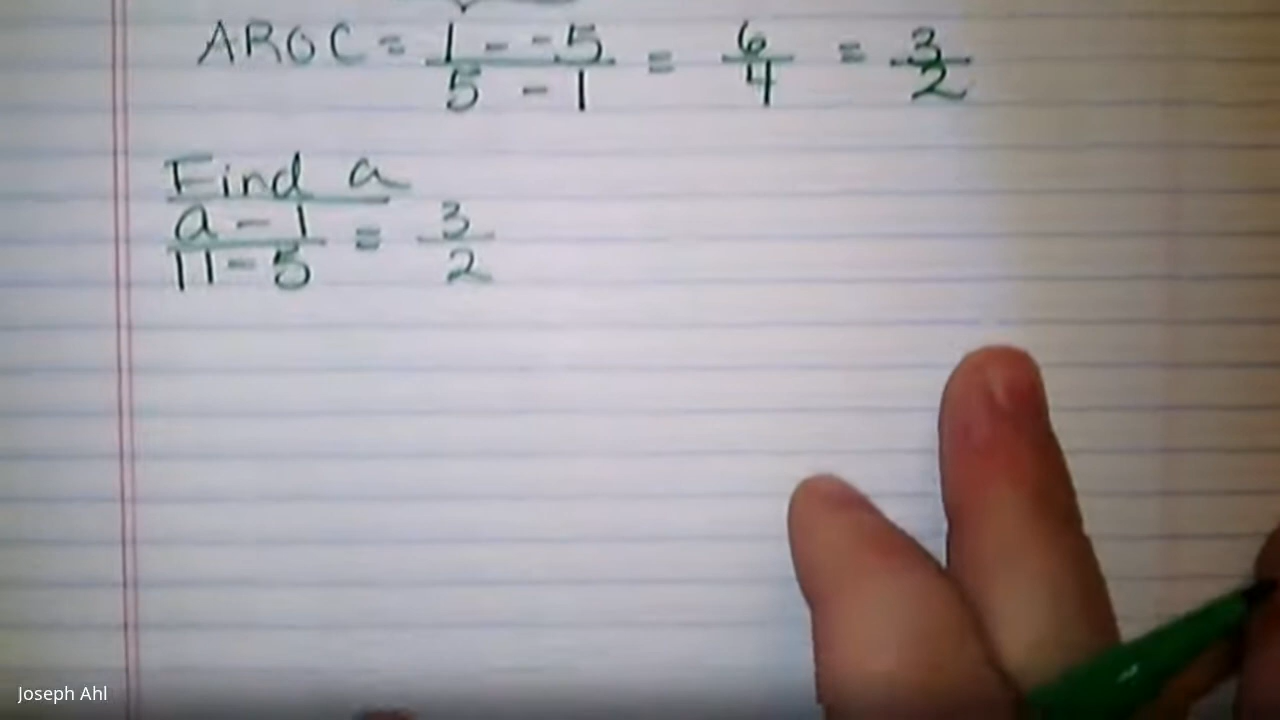 AROC = 1 - -5 / 5 - 1 = 6/4 = 3/2
Find a
a - 1 / 11 - 5 = 3/2
Joseph Ahl